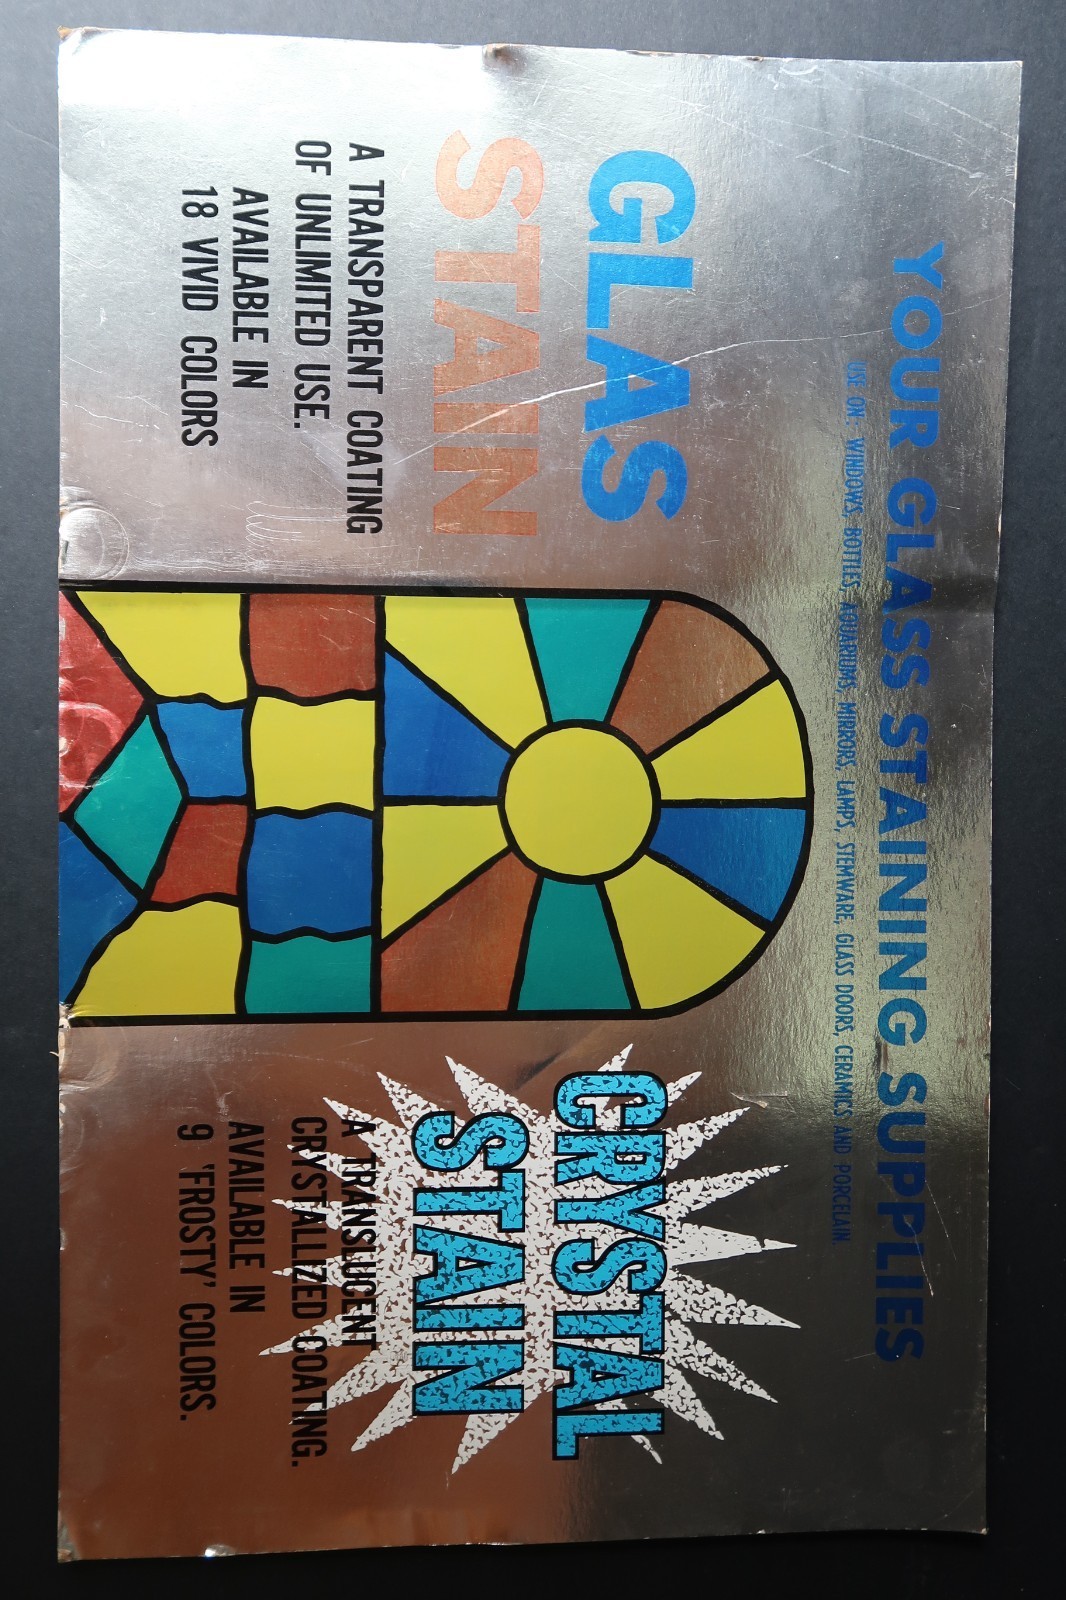 YOUR GLASS STAINING SUPPLIES
USE ON: WINDOWS, BOTTLES, AQUARIUMS, MIRRORS, LAMPS, STEMWARE, GLASS DOORS, CERAMICS AND PORCELAIN.
GLAS
STAIN
A TRANSPARENT COATING
OF UNLIMITED USE.
AVAILABLE IN
18 VIVID COLORS
CRYSTAL
STAIN
A TRANSLUCENT
CRYSTALLIZED COATING.
AVAILABLE IN
9 'FROSTY' COLORS.